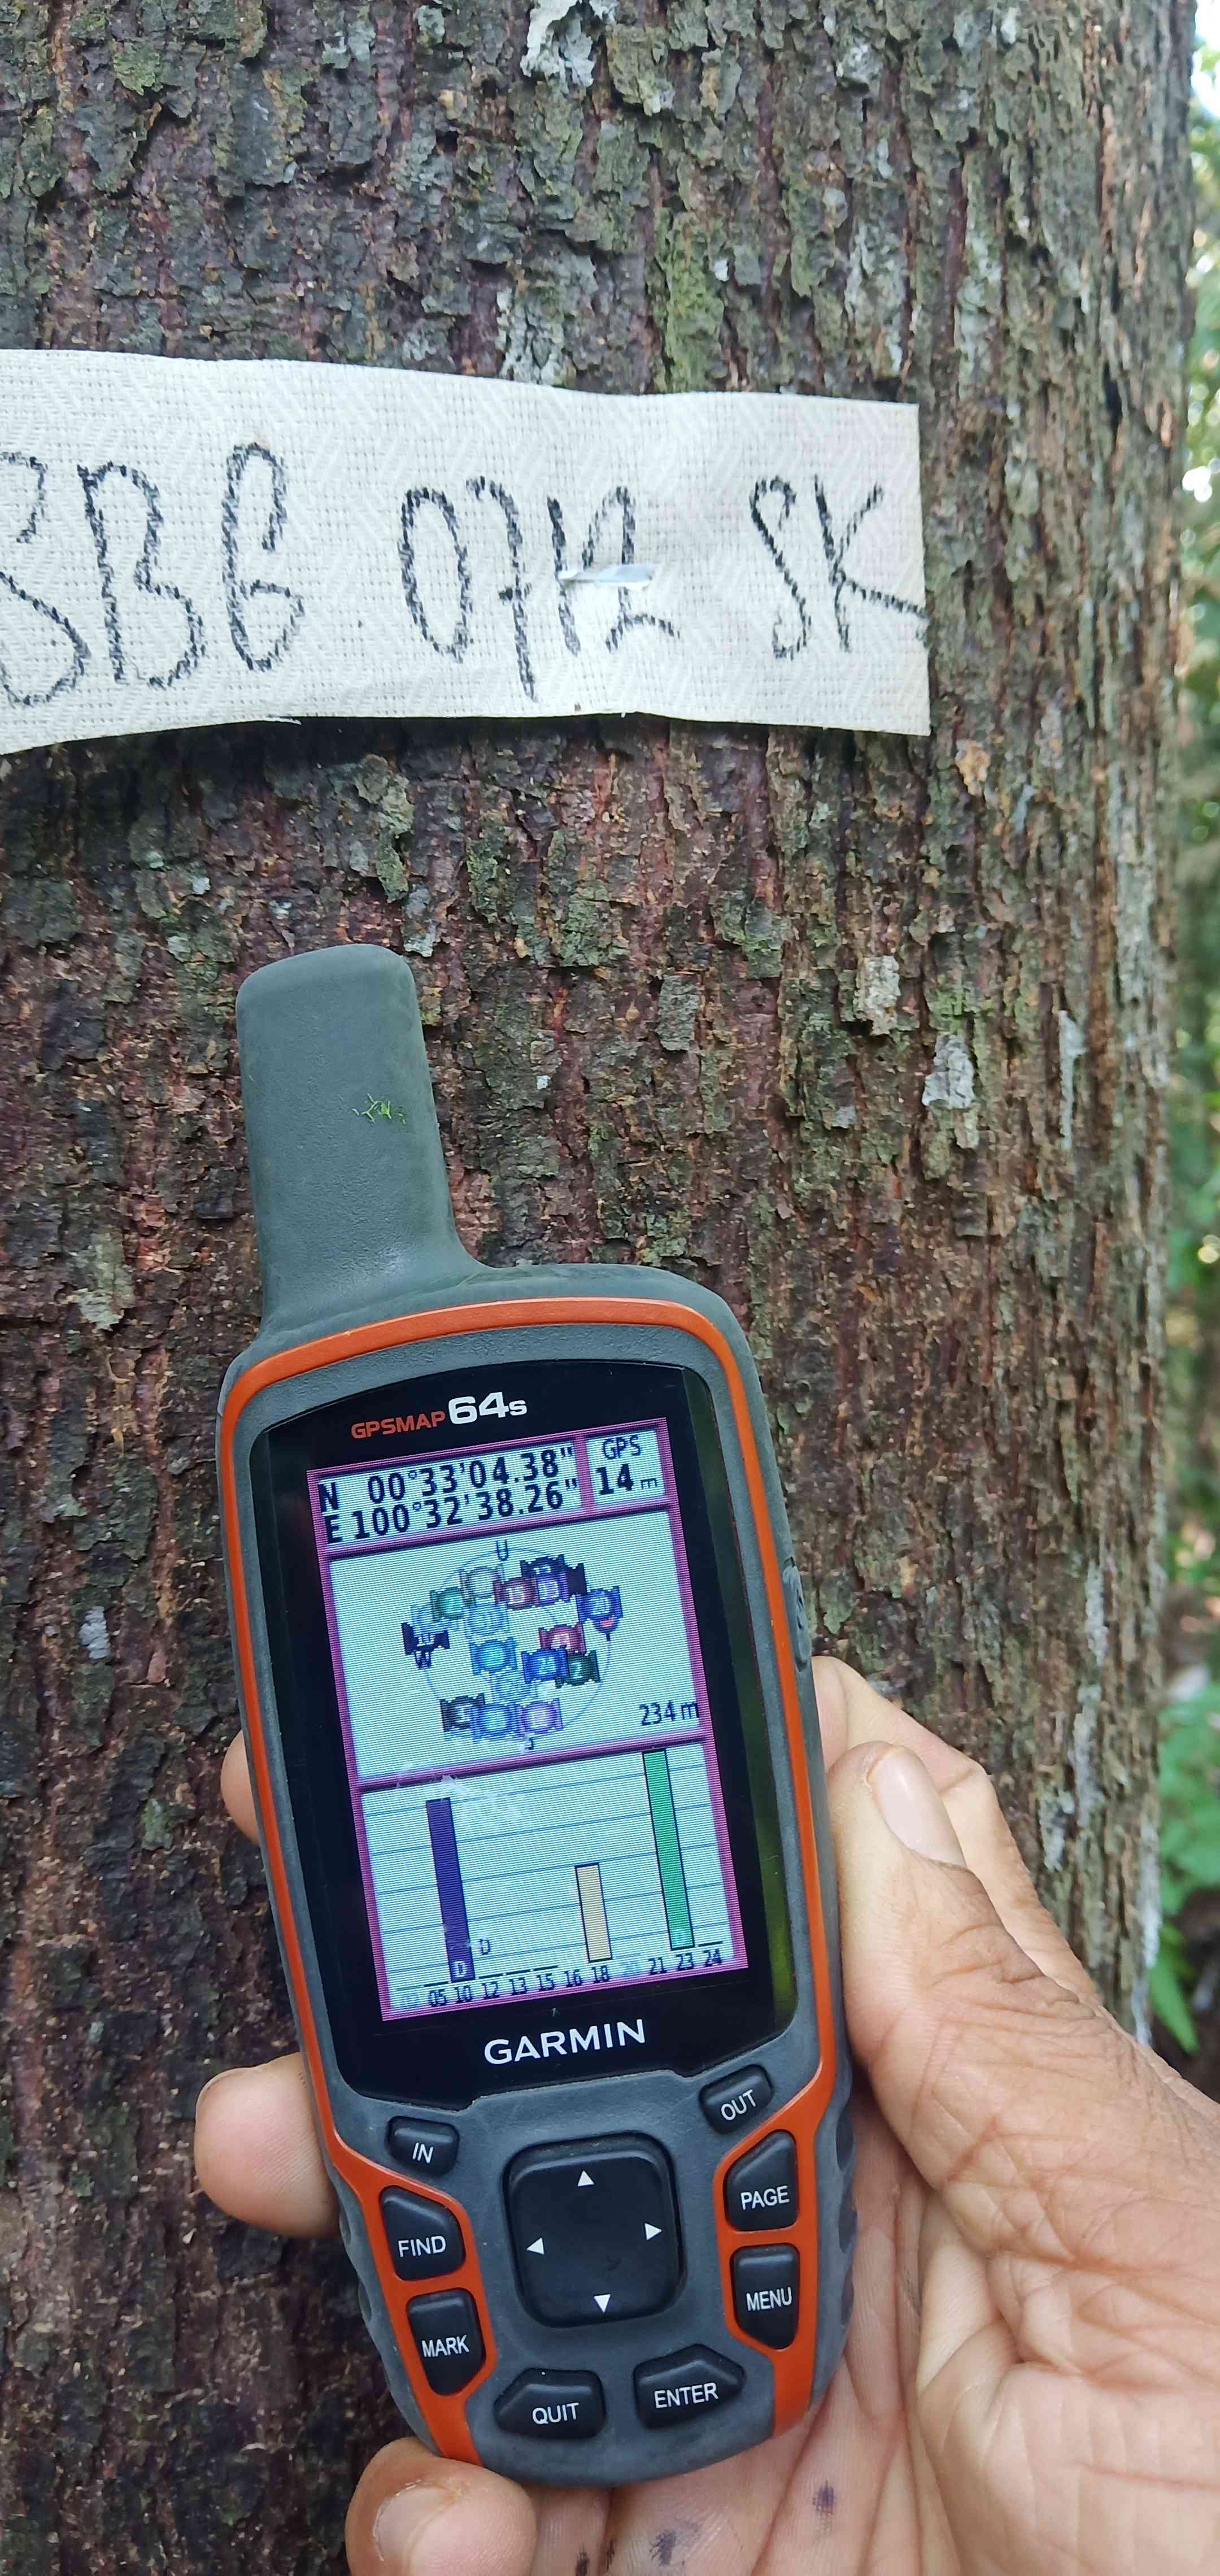 SBG 0712 SK
GPSMAP 64s
N 00°33'04.38"
E 100°32'38.26"
GPS
14 m
U
W
S
234 m
D
D
05 10 12 13 15 16 18 20 21 23 24
GARMIN
IN
OUT
FIND
PAGE
MARK
MENU
QUIT
ENTER